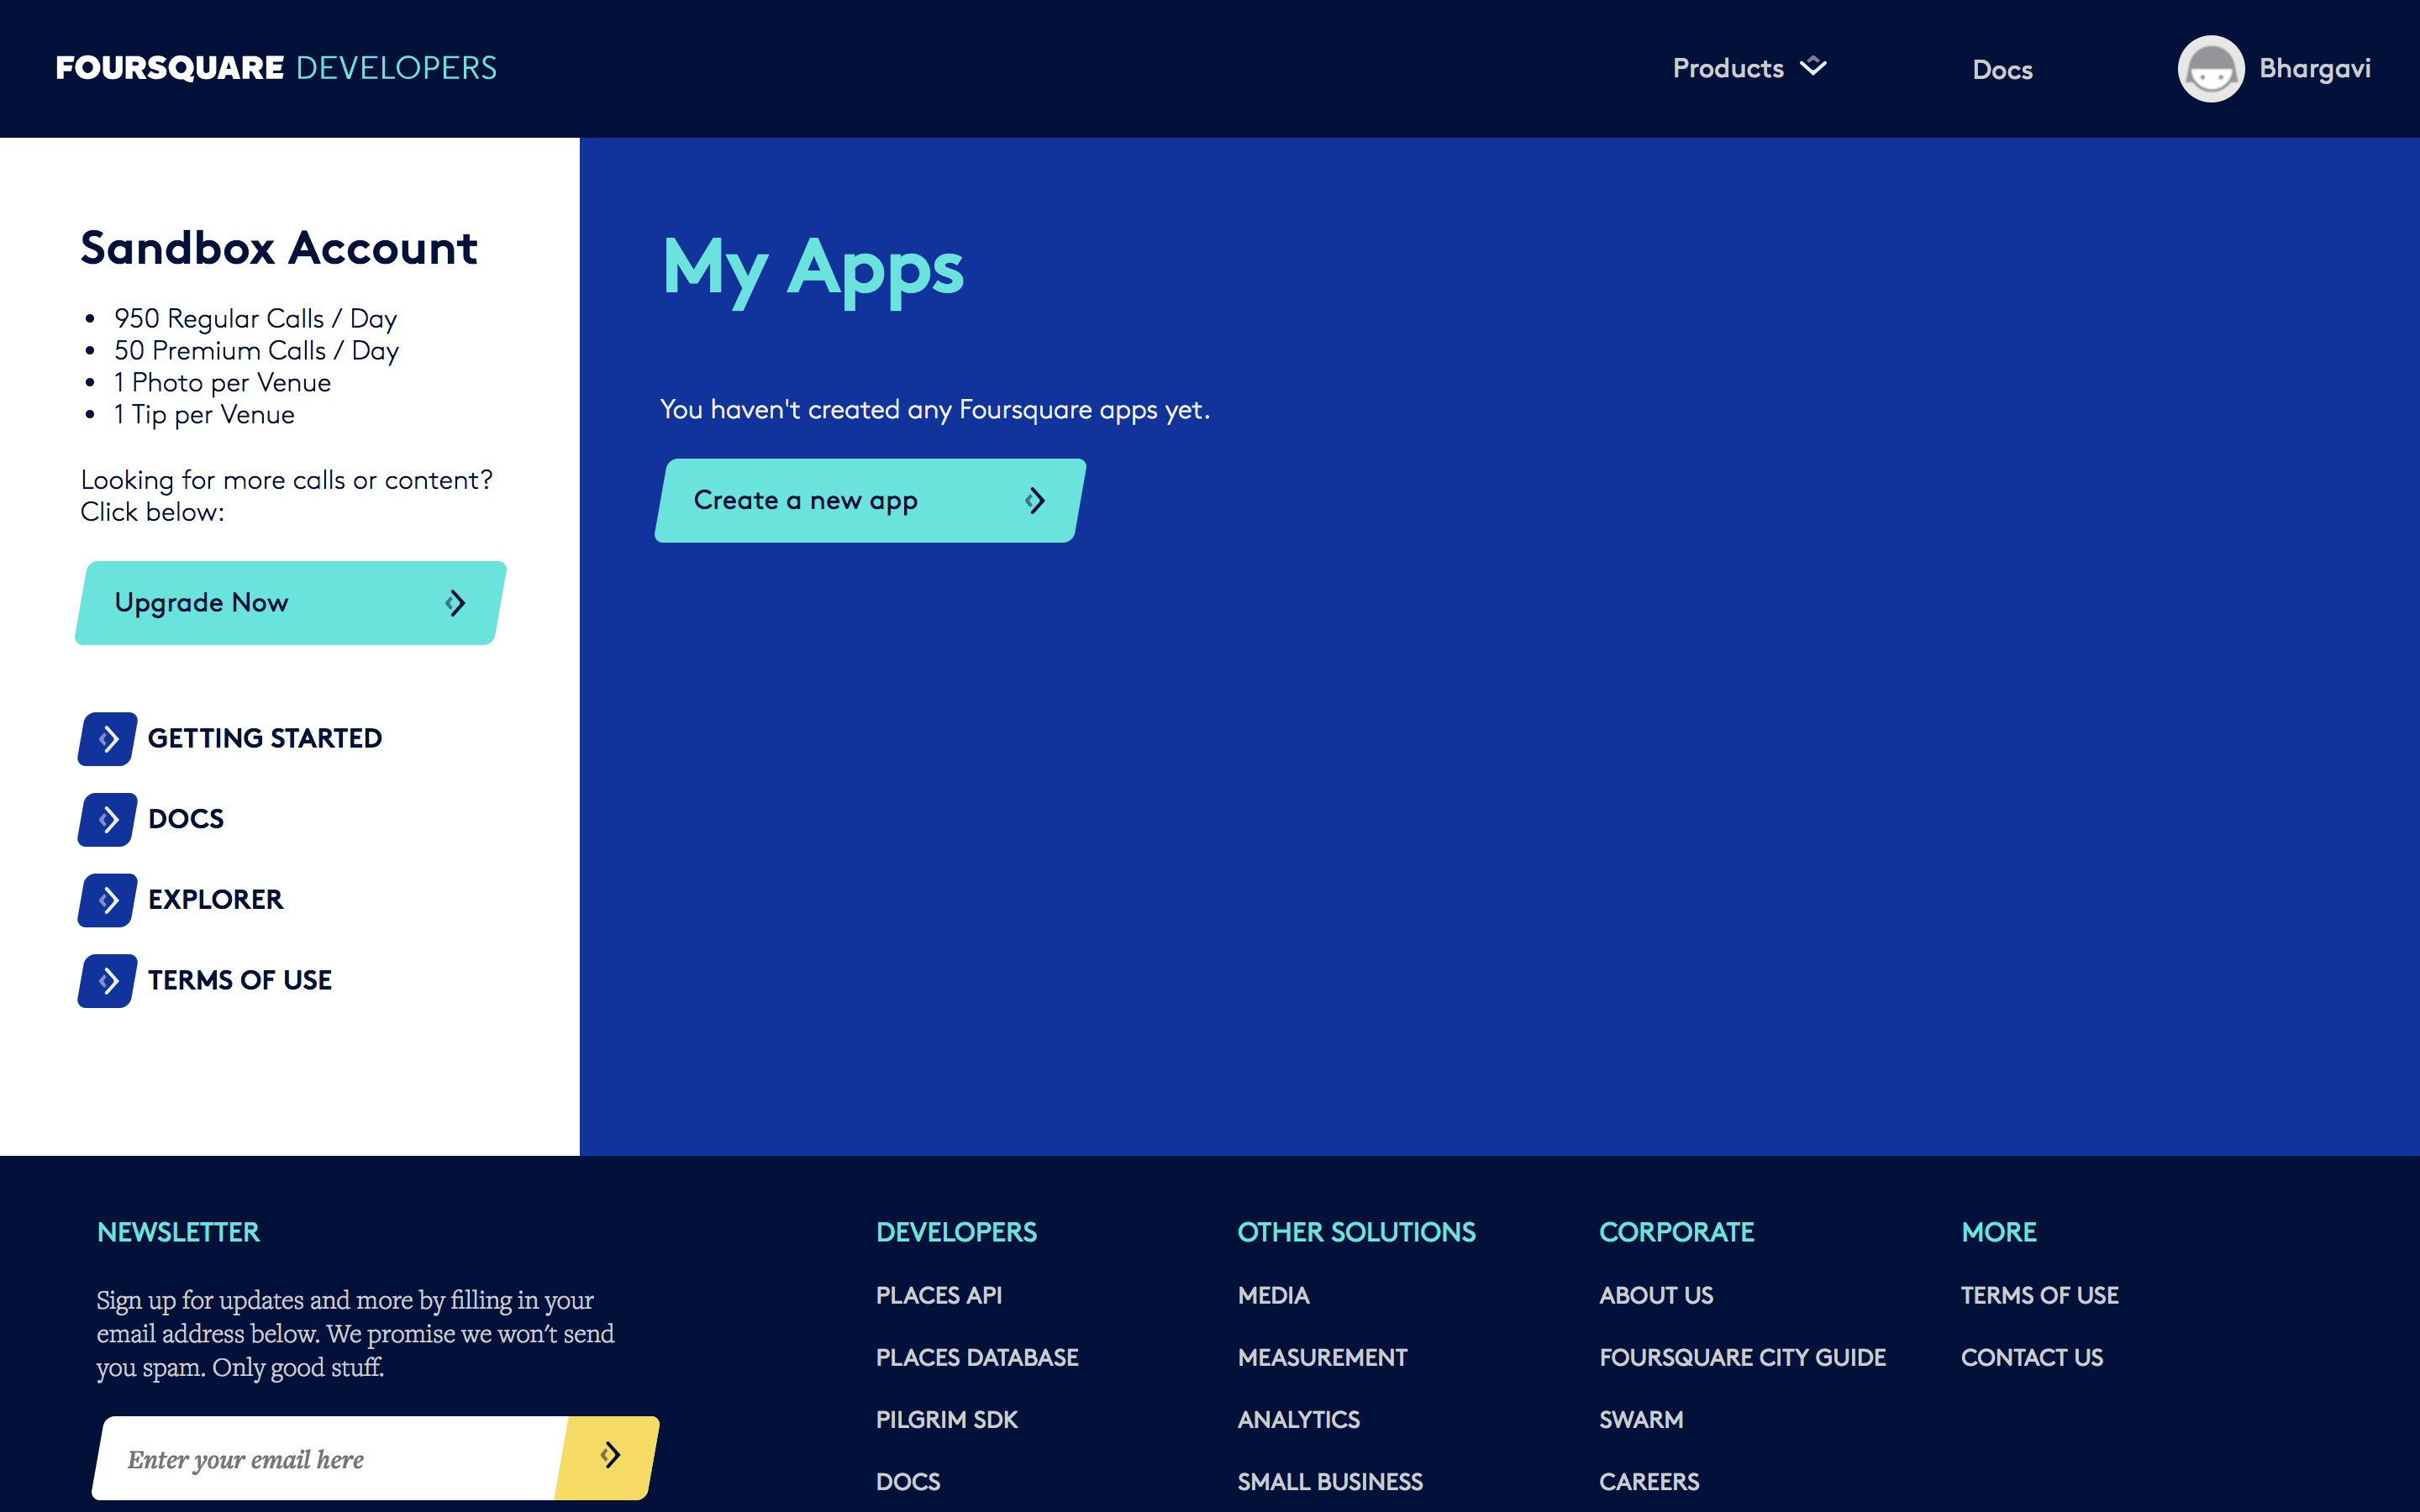 FOURSQUARE DEVELOPERS
Products
Docs
Bhargavi
Sandbox Account
• 950 Regular Calls / Day
• 50 Premium Calls / Day
• 1 Photo per Venue
• 1 Tip per Venue
Looking for more calls or content?
Click below:
Upgrade Now
GETTING STARTED
DOCS
EXPLORER
TERMS OF USE
My Apps
You haven't created any Foursquare apps yet.
Create a new app
NEWSLETTER
Sign up for updates and more by filling in your
email address below. We promise we won't send
you spam. Only good stuff.
Enter your email here
DEVELOPERS
PLACES API
PLACES DATABASE
PILGRIM SDK
DOCS
OTHER SOLUTIONS
MEDIA
MEASUREMENT
ANALYTICS
SMALL BUSINESS
CORPORATE
ABOUT US
FOURSQUARE CITY GUIDE
SWARM
CAREERS
MORE
TERMS OF USE
CONTACT US